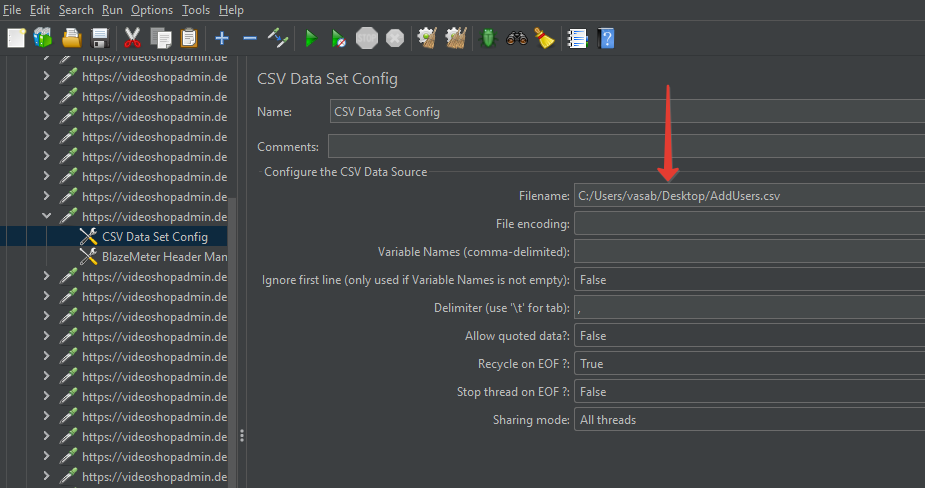 File Edit Search Run Options Tools Help
STOP
https://videoshopadmin.de
https://videoshopadmin.de
https://videoshopadmin.de
https://videoshopadmin.de
https://videoshopadmin.de
https://videoshopadmin.de
https://videoshopadmin.de
https://videoshopadmin.de
https://videoshopadmin.de
CSV Data Set Config
BlazeMeter Header Man
https://videoshopadmin.de
https://videoshopadmin.de
https://videoshopadmin.de
https://videoshopadmin.de
https://videoshopadmin.de
https://videoshopadmin.de
https://videoshopadmin.de
https://videoshopadmin.de
https://videoshopadmin.de
https://videoshopadmin.de
https://videoshopadmin.de
CSV Data Set Config
Name: CSV Data Set Config
Comments:
Configure the CSV Data Source
Filename: C:/Users/vasab/Desktop/AddUsers.csv
File encoding:
Variable Names (comma-delimited):
Ignore first line (only used if Variable Names is not empty): False
Delimiter (use '\t' for tab): ,
Allow quoted data?: False
Recycle on EOF ?: True
Stop thread on EOF ?: False
Sharing mode: All threads